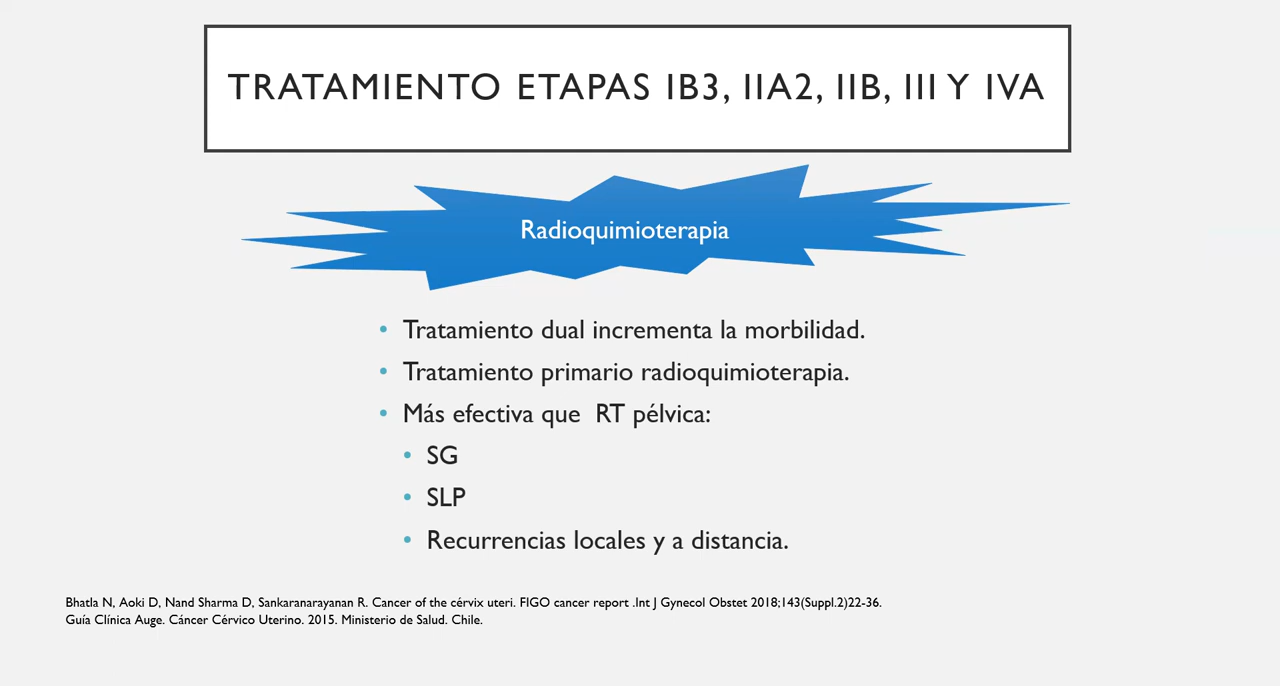 TRATAMIENTO ETAPAS IB3, IIA2, IIB, III Y IVA
Radioquimioterapia
• Tratamiento dual incrementa la morbilidad.
• Tratamiento primario radioquimioterapia.
• Más efectiva que  RT pélvica:
• SG
• SLP
• Recurrencias locales y a distancia.
Bhatla N, Aoki D, Nand Sharma D, Sankaranarayanan R. Cancer of the cérvix uteri. FIGO cancer report .Int J Gynecol Obstet 2018;143(Suppl.2)22-36.
Guía Clínica Auge. Cáncer Cérvico Uterino. 2015. Ministerio de Salud. Chile.